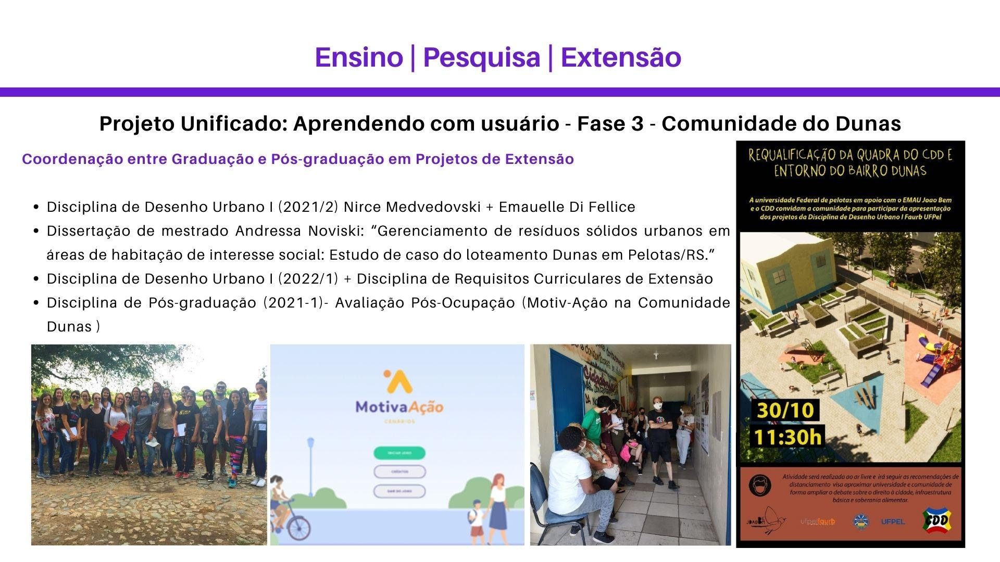 Ensino | Pesquisa | Extensão
Projeto Unificado: Aprendendo com usuário - Fase 3 - Comunidade do Dunas
Coordenação entre Graduação e Pós-graduação em Projetos de Extensão
• Disciplina de Desenho Urbano I (2021/2) Nirce Medvedovski + Emauelle Di Fellice
• Dissertação de mestrado Andressa Noviski: “Gerenciamento de resíduos sólidos urbanos em
áreas de habitação de interesse social: Estudo de caso do loteamento Dunas em Pelotas/RS.”
• Disciplina de Desenho Urbano I (2022/1) + Disciplina de Requisitos Curriculares de Extensão
• Disciplina de Pós-graduação (2021-1)- Avaliação Pós-Ocupação (Motiv-Ação na Comunidade
Dunas )
MotivaAção
CENÁRIOS
INICIAR JOGO
CRÉDITOS
SAIR DO JOGO
Cidadania
REQUALIFICAÇÃO DA QUADRA DO CDD E
ENTORNO DO BAIRRO DUNAS
A universidade Federal de pelotas em apoio com o EMAU Joao Bem
e o CDD convidam a comunidade para participar da apresentação
dos projetos da Disciplina de Desenho Urbano I Faurb UFPel
30/10
11:30h
Atividade será realizada ao ar livre e irá seguir as recomendações de
distanciamento visa aproximar universidade e comunidade de
forma ampliar o debate sobre o direito à cidade, infraestrutura
básica e soberania alimentar.
JOAO BEM
ufpel faurb
UFPEL
CDD